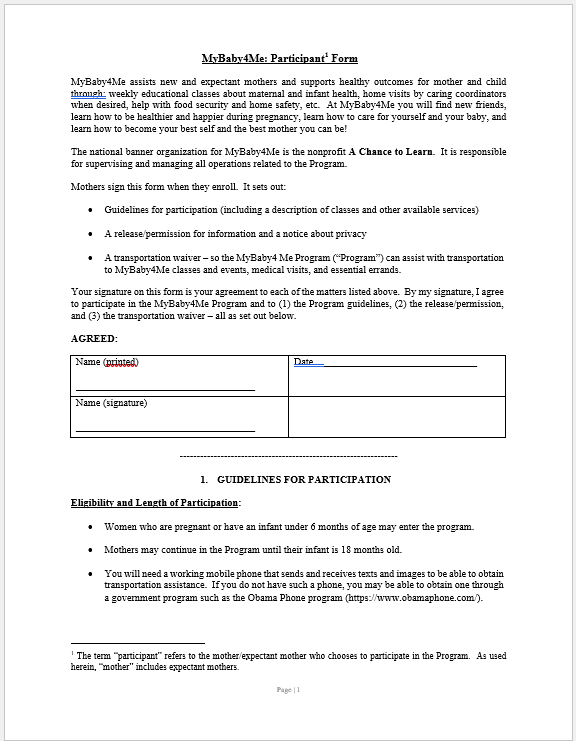 MyBaby4Me: Participant1 Form
MyBaby4Me assists new and expectant mothers and supports healthy outcomes for mother and child
through: weekly educational classes about maternal and infant health, home visits by caring coordinators
when desired, help with food security and home safety, etc. At MyBaby4Me you will find new friends,
learn how to be healthier and happier during pregnancy, learn how to care for yourself and your baby, and
learn how to become your best self and the best mother you can be!
The national banner organization for MyBaby4Me is the nonprofit A Chance to Learn. It is responsible
for supervising and managing all operations related to the Program.
Mothers sign this form when they enroll. It sets out:
• Guidelines for participation (including a description of classes and other available services)
• A release/permission for information and a notice about privacy
• A transportation waiver – so the MyBaby4 Me Program (“Program”) can assist with transportation
to MyBaby4Me classes and events, medical visits, and essential errands.
Your signature on this form is your agreement to each of the matters listed above. By my signature, I agree
to participate in the MyBaby4Me Program and to (1) the Program guidelines, (2) the release/permission,
and (3) the transportation waiver – all as set out below.
AGREED:
Name (printed)
Date
Name (signature)
1. GUIDELINES FOR PARTICIPATION
Eligibility and Length of Participation:
• Women who are pregnant or have an infant under 6 months of age may enter the program.
• Mothers may continue in the Program until their infant is 18 months old.
• You will need a working mobile phone that sends and receives texts and images to be able to obtain
transportation assistance. If you do not have such a phone, you may be able to obtain one through
a government program such as the Obama Phone program (https://www.obamaphone.com/).
1 The term “participant” refers to the mother/expectant mother who chooses to participate in the Program. As used
herein, “mother” includes expectant mothers.
Page | 1